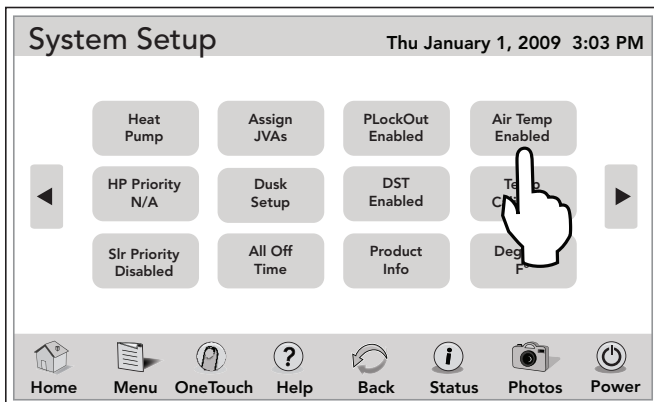 System Setup
Thu January 1, 2009 3:03 PM
Heat
Pump
Assign
JVAs
PLockOut
Enabled
Air Temp
Enabled
HP Priority
N/A
Dusk
Setup
DST
Enabled
Slr Priority
Disabled
All Off
Time
Product
Info
F°
Home
Menu
OneTouch
Help
Back
Status
Photos
Power